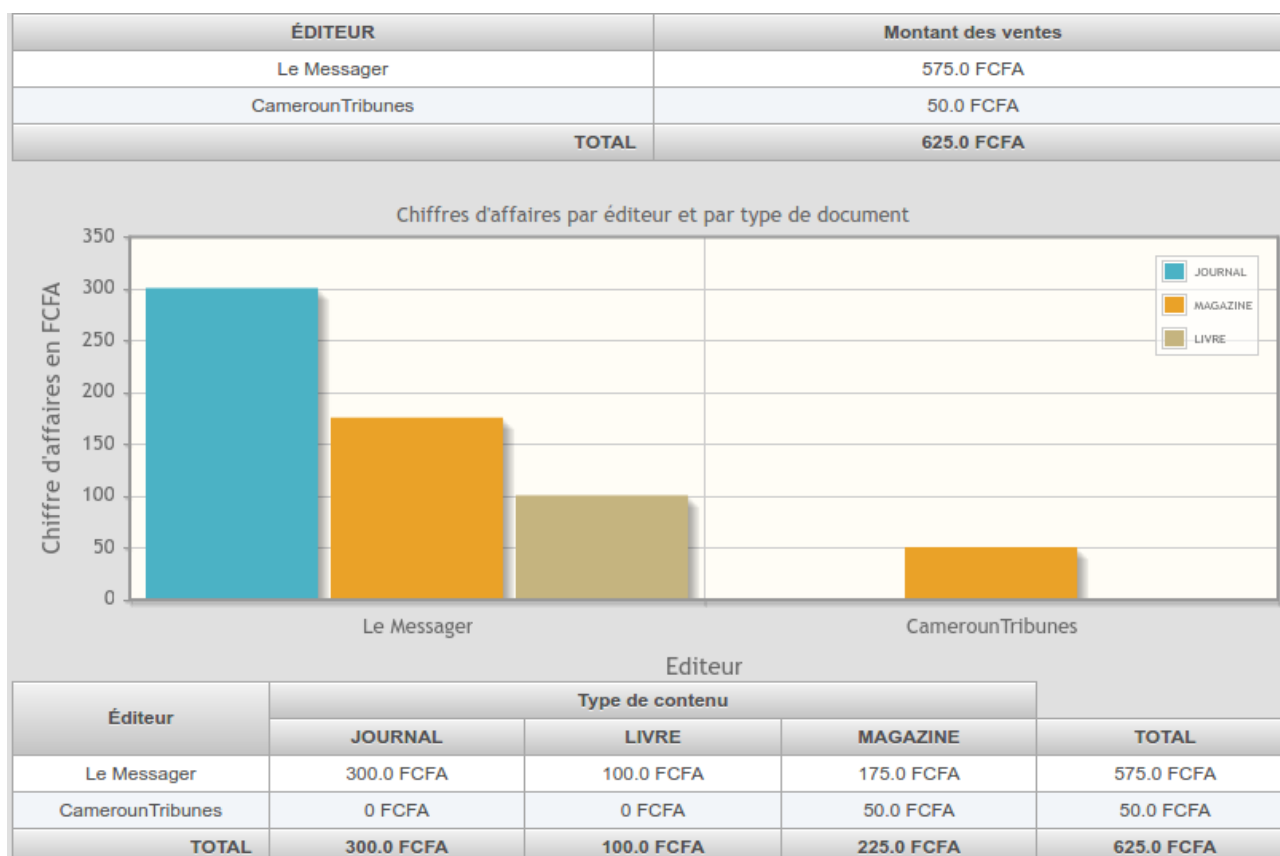 ÉDITEUR Montant des ventes
Le Messager 575.0 FCFA
CamerounTribunes 50.0 FCFA
TOTAL 625.0 FCFA
Chiffres d'affaires par éditeur et par type de document
Chiffre d'affaires en FCFA
350
300
250
200
150
100
50
0
JOURNAL
MAGAZINE
LIVRE
Le Messager CamerounTribunes
Editeur
Éditeur Type de contenu
JOURNAL LIVRE MAGAZINE TOTAL
Le Messager 300.0 FCFA 100.0 FCFA 175.0 FCFA 575.0 FCFA
CamerounTribunes 0 FCFA 0 FCFA 50.0 FCFA 50.0 FCFA
TOTAL 300.0 FCFA 100.0 FCFA 225.0 FCFA 625.0 FCFA